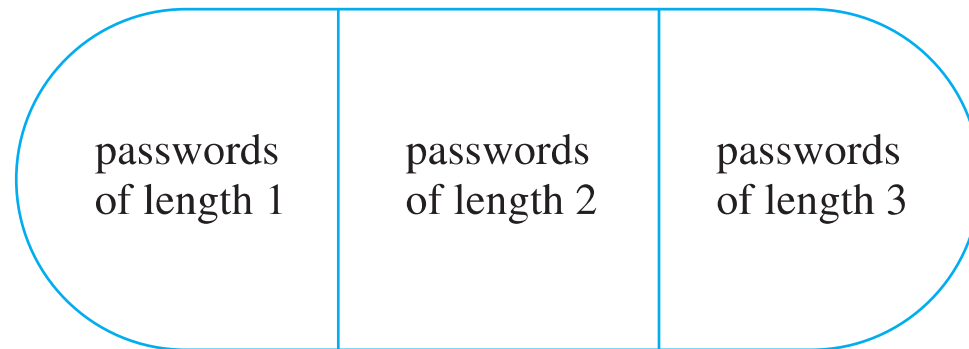 passwords
of length 1
passwords
of length 2
passwords
of length 3